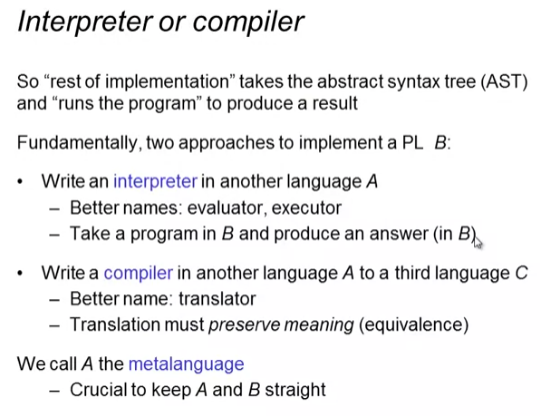 Interpreter or compiler
So “rest of implementation” takes the abstract syntax tree (AST)
and “runs the program” to produce a result
Fundamentally, two approaches to implement a PL B:
• Write an interpreter in another language A
– Better names: evaluator, executor
– Take a program in B and produce an answer (in B)
• Write a compiler in another language A to a third language C
– Better name: translator
– Translation must preserve meaning (equivalence)
We call A the metalanguage
– Crucial to keep A and B straight